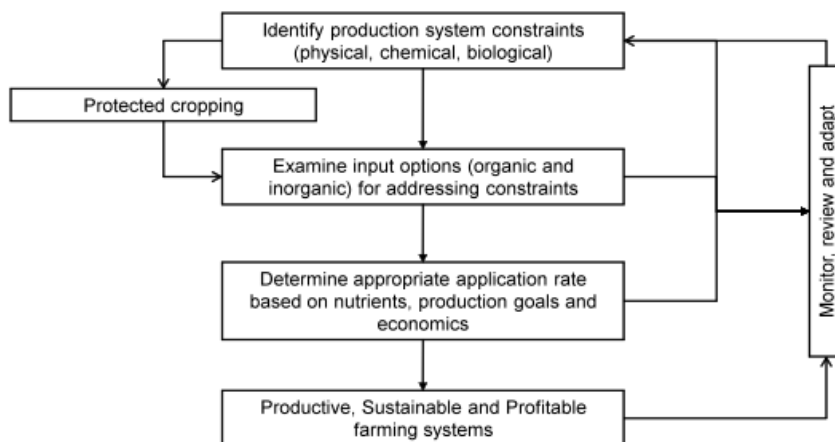 Identify production system constraints
(physical, chemical, biological)
Protected cropping
Examine input options (organic and
inorganic) for addressing constraints
Determine appropriate application rate
based on nutrients, production goals and
economics
Productive, Sustainable and Profitable
farming systems
Monitor, review and adapt